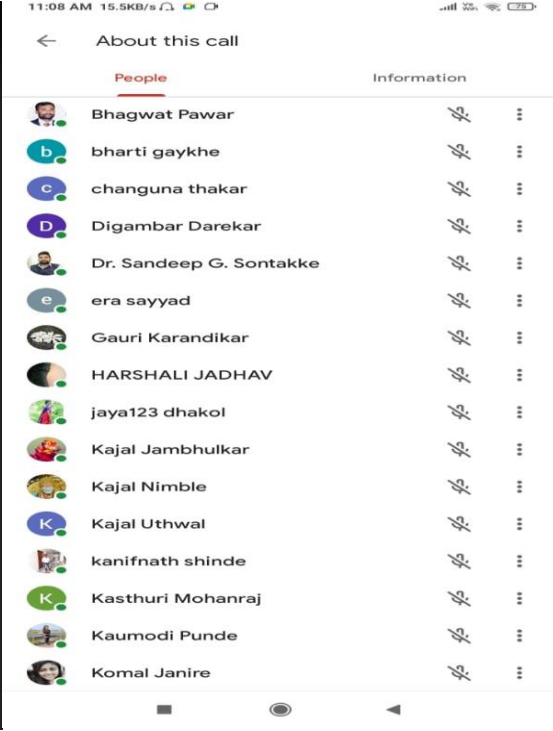 11:08 AM 15.5KB/s 75
About this call
People Information
Bhagwat Pawar
b bharti gaykhe
c changuna thakar
D Digambar Darekar
Dr. Sandeep G. Sontakke
e era sayyad
Gauri Karandikar
HARSHALI JADHAV
jaya123 dhakol
Kajal Jambhulkar
Kajal Nimble
K Kajal Uthwal
kanifnath shinde
K Kasthuri Mohanraj
Kaumodi Punde
Komal Janire